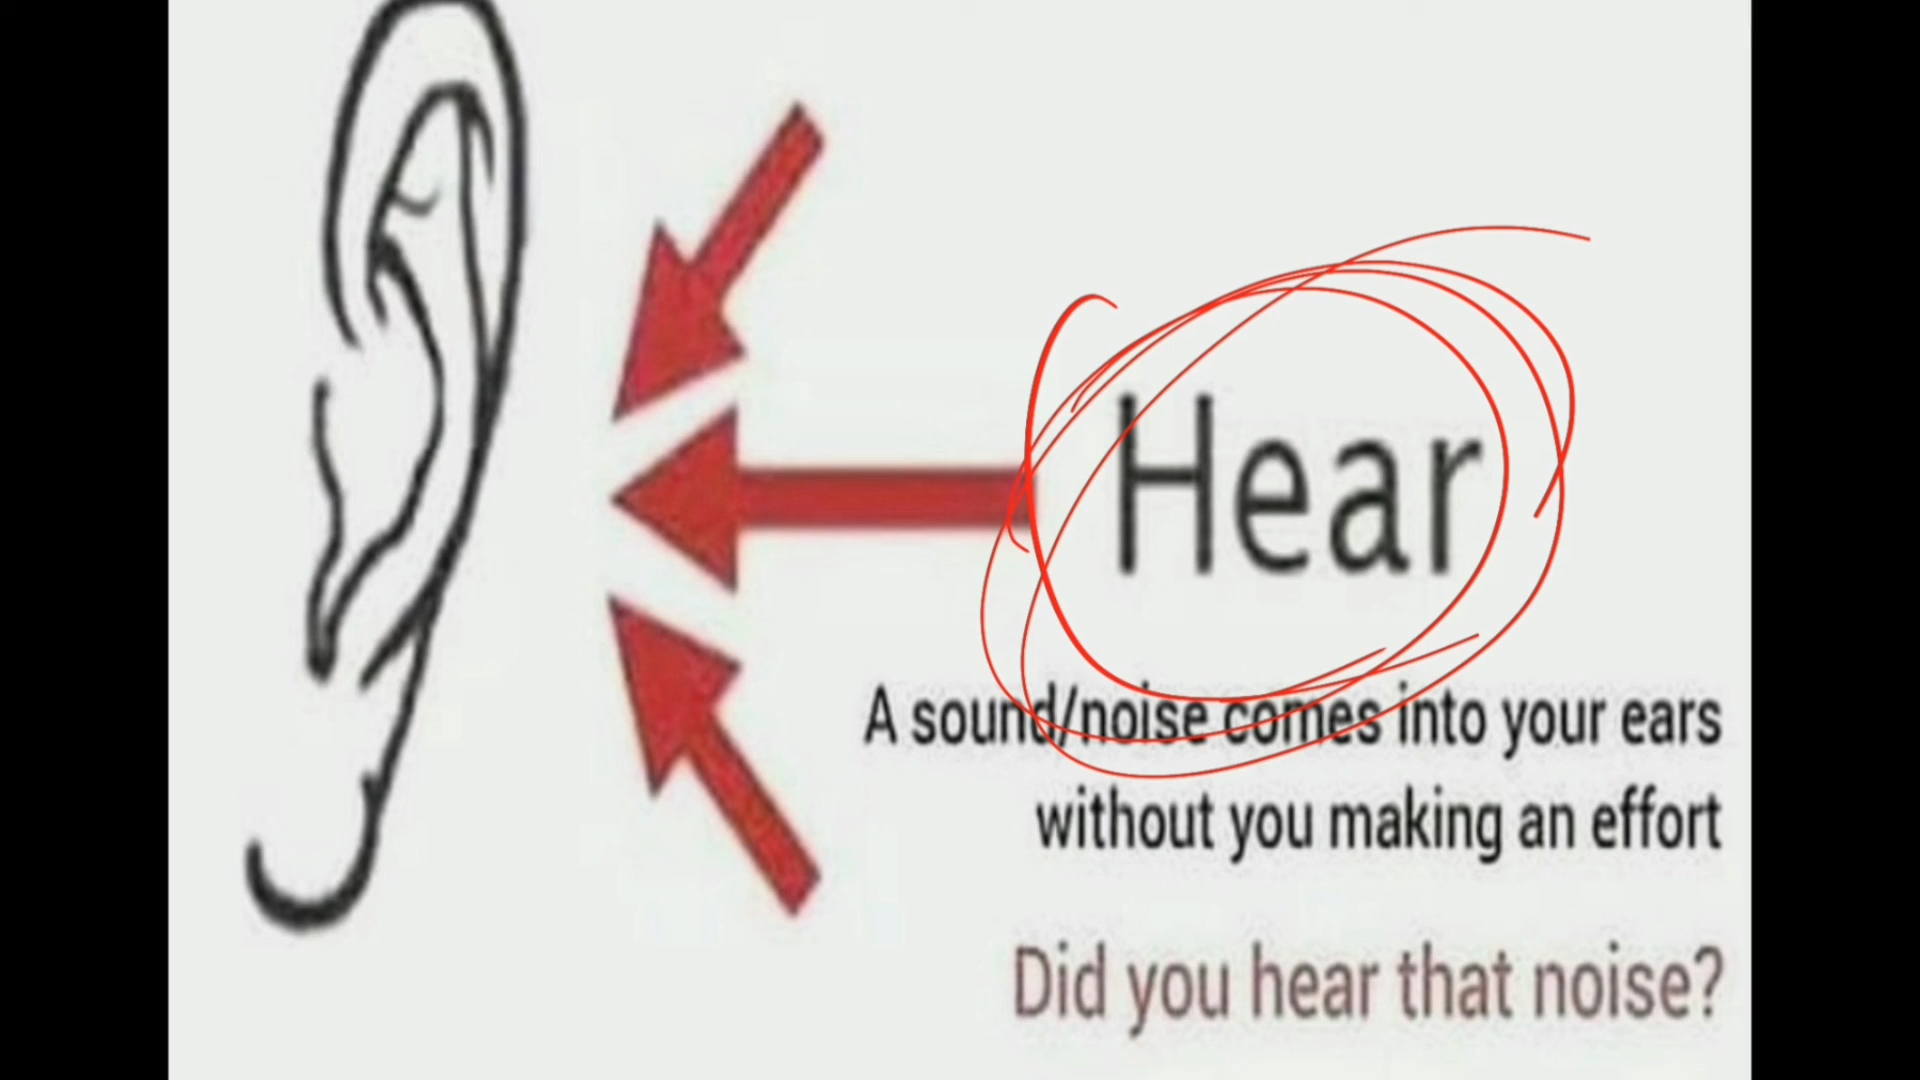 Hear
A sound/noise comes into your ears
without you making an effort
Did you hear that noise?